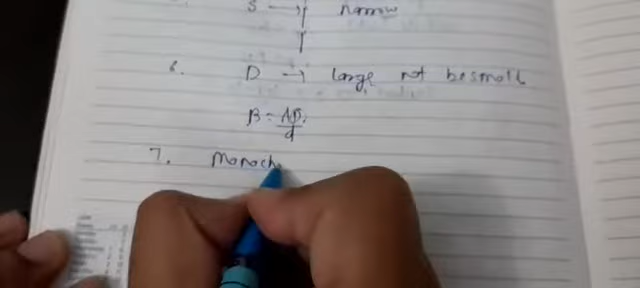 S → narrow
6. D → large not be small
B = λD / d
7. Monoch